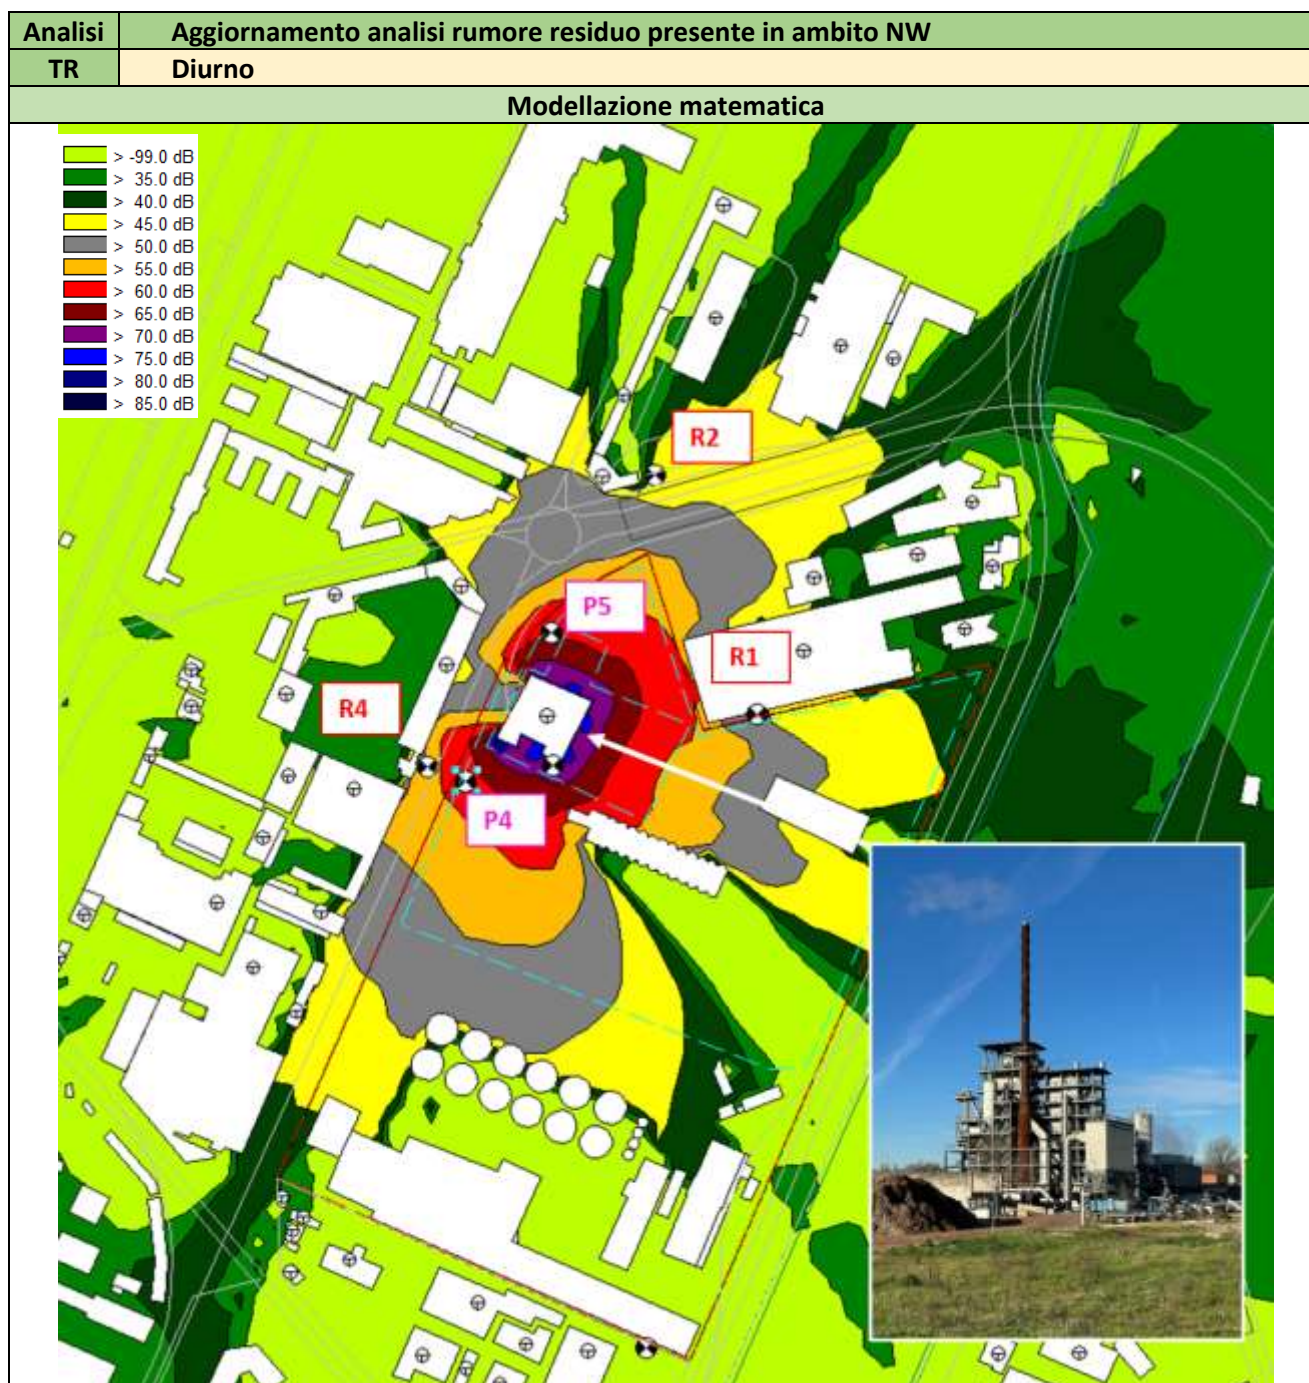 Analisi Aggiornamento analisi rumore residuo presente in ambito NW
TR Diurno
Modellazione matematica
> -99.0 dB
> 35.0 dB
> 40.0 dB
> 45.0 dB
> 50.0 dB
> 55.0 dB
> 60.0 dB
> 65.0 dB
> 70.0 dB
> 75.0 dB
> 80.0 dB
> 85.0 dB
R2
P5
R1
R4
P4